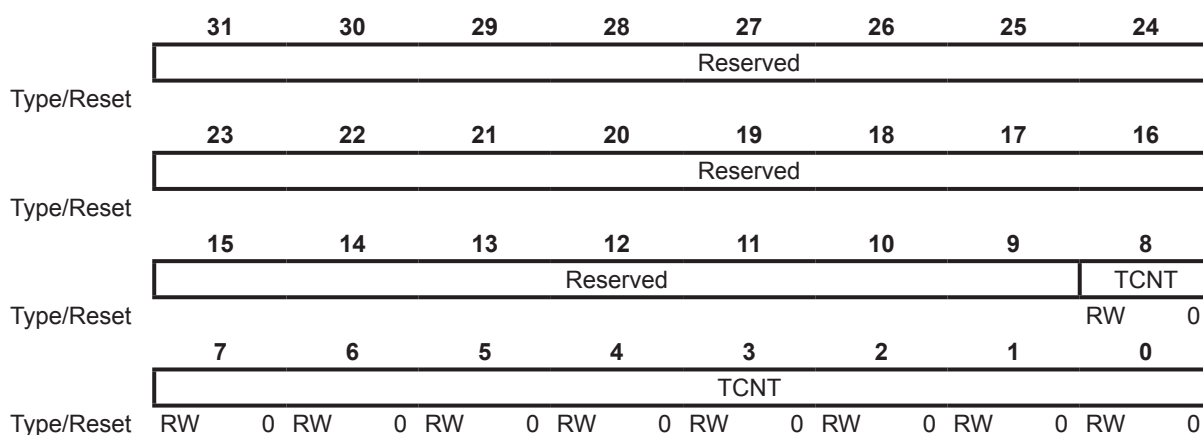 31 30 29 28 27 26 25 24
Reserved
Type/Reset
23 22 21 20 19 18 17 16
Reserved
Type/Reset
15 14 13 12 11 10 9 8
Reserved TCNT
Type/Reset RW 0
7 6 5 4 3 2 1 0
TCNT
Type/Reset RW 0 RW 0 RW 0 RW 0 RW 0 RW 0 RW 0 RW 0